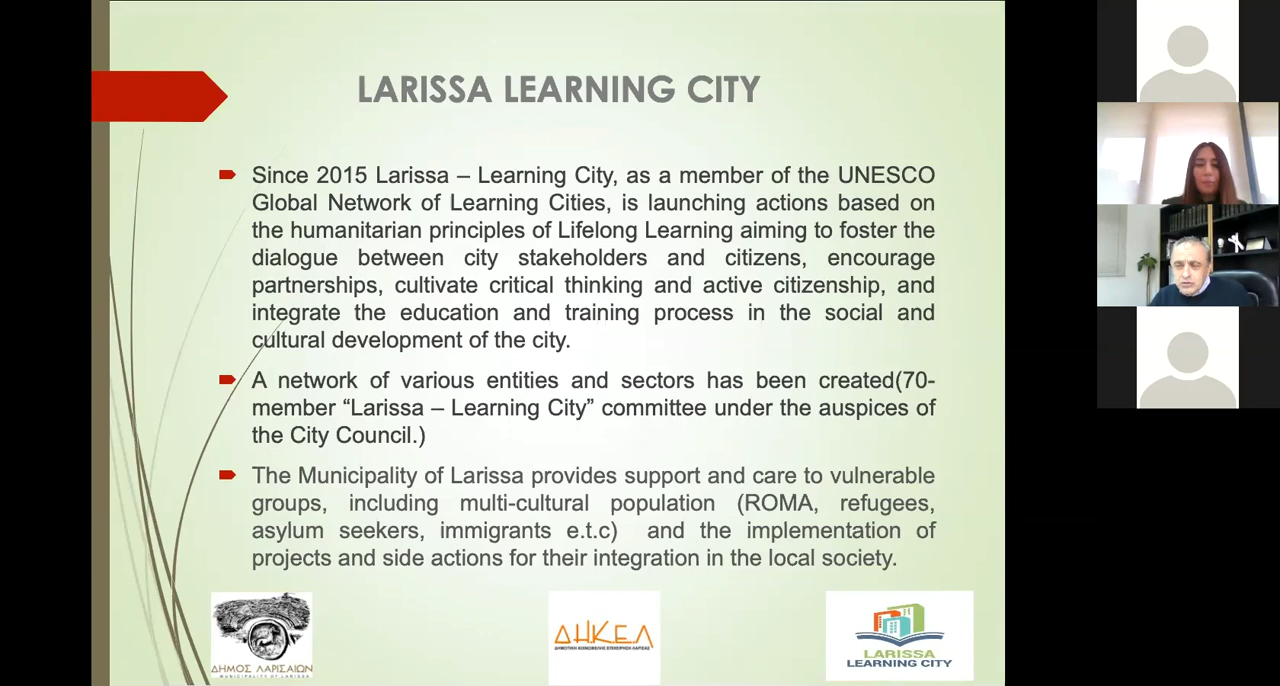 LARISSA LEARNING CITY
Since 2015 Larissa – Learning City, as a member of the UNESCO
Global Network of Learning Cities, is launching actions based on
the humanitarian principles of Lifelong Learning aiming to foster the
dialogue between city stakeholders and citizens, encourage
partnerships, cultivate critical thinking and active citizenship, and
integrate the education and training process in the social and
cultural development of the city.
A network of various entities and sectors has been created(70-
member “Larissa – Learning City” committee under the auspices of
the City Council.)
The Municipality of Larissa provides support and care to vulnerable
groups, including multi-cultural population (ROMA, refugees,
asylum seekers, immigrants e.t.c) and the implementation of
projects and side actions for their integration in the local society.
ΔΗΜΟΣ ΛΑΡΙΣΑΙΩΝ
MUNICIPALITY OF LARISSA
Δ.Η.Κ.Ε.Λ
ΔΗΜΟΤΙΚΗ ΚΟΙΝΩΦΕΛΗΣ ΕΠΙΧΕΙΡΗΣΗ ΛΑΡΙΣΑΣ
LARISSA
LEARNING CITY